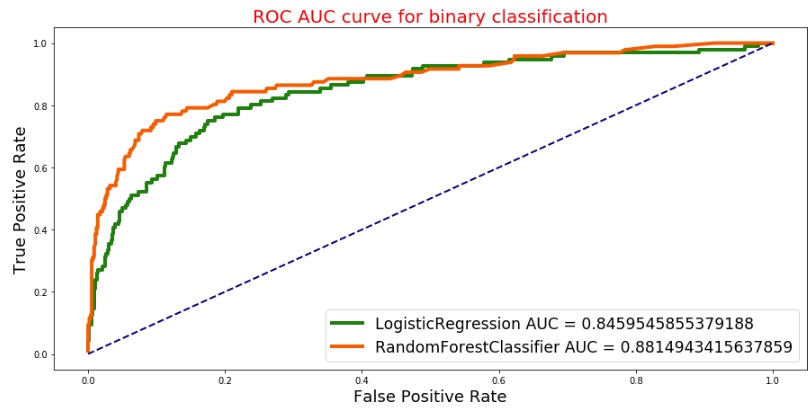 ROC AUC curve for binary classification
True Positive Rate
1.0
0.8
0.6
0.4
0.2
0.0
LogisticRegression AUC = 0.8459545855379188
RandomForestClassifier AUC = 0.8814943415637859
0.0 0.2 0.4 0.6 0.8 1.0
False Positive Rate